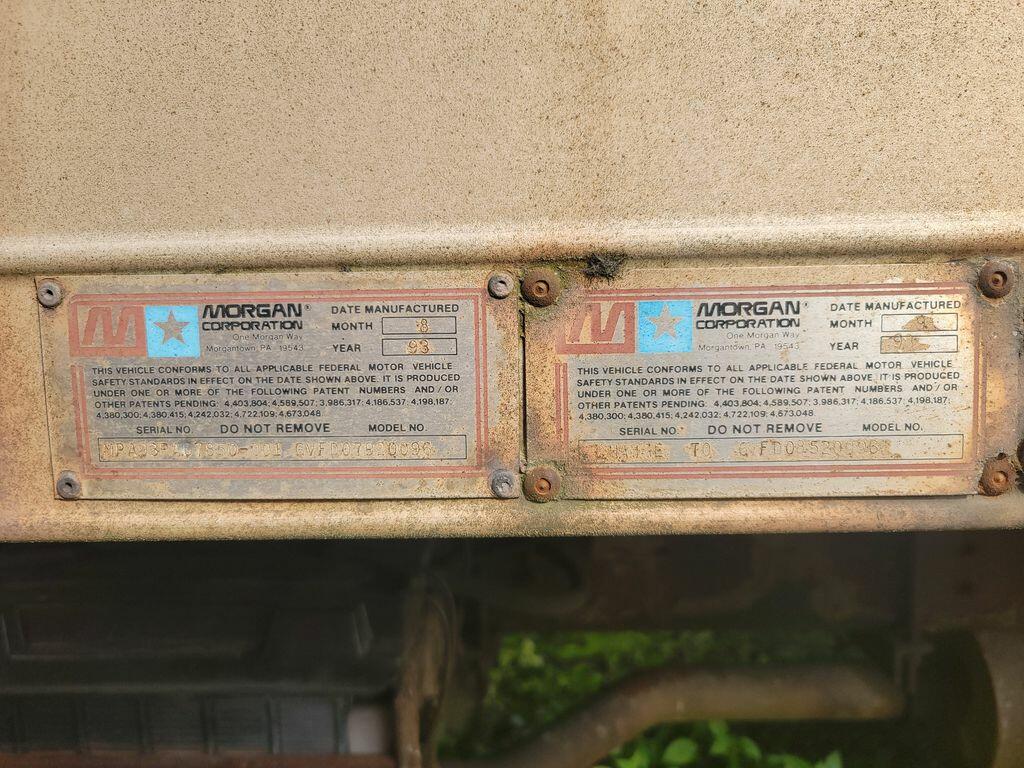 M
MORGAN®
CORPORATION
One Morgan Way
Morgantown, PA 19543
DATE MANUFACTURED
MONTH 8
YEAR 93
THIS VEHICLE CONFORMS TO ALL APPLICABLE FEDERAL MOTOR VEHICLE
SAFETY STANDARDS IN EFFECT ON THE DATE SHOWN ABOVE. IT IS PRODUCED
UNDER ONE OR MORE OF THE FOLLOWING PATENT NUMBERS AND/OR
OTHER PATENTS PENDING: 4,403,804; 4,589,507; 3,986,317; 4,186,537; 4,198,187;
4,380,300; 4,380,415; 4,242,032; 4,722,109; 4,673,048
SERIAL NO. DO NOT REMOVE MODEL NO.
M
MORGAN®
CORPORATION
One Morgan Way
Morgantown, PA 19543
DATE MANUFACTURED
MONTH
YEAR
THIS VEHICLE CONFORMS TO ALL APPLICABLE FEDERAL MOTOR VEHICLE
SAFETY STANDARDS IN EFFECT ON THE DATE SHOWN ABOVE. IT IS PRODUCED
UNDER ONE OR MORE OF THE FOLLOWING PATENT NUMBERS AND/OR
OTHER PATENTS PENDING: 4,403,804; 4,589,507; 3,986,317; 4,186,537; 4,198,187;
4,380,300; 4,380,415; 4,242,032; 4,722,109; 4,673,048
SERIAL NO. DO NOT REMOVE MODEL NO.
TO